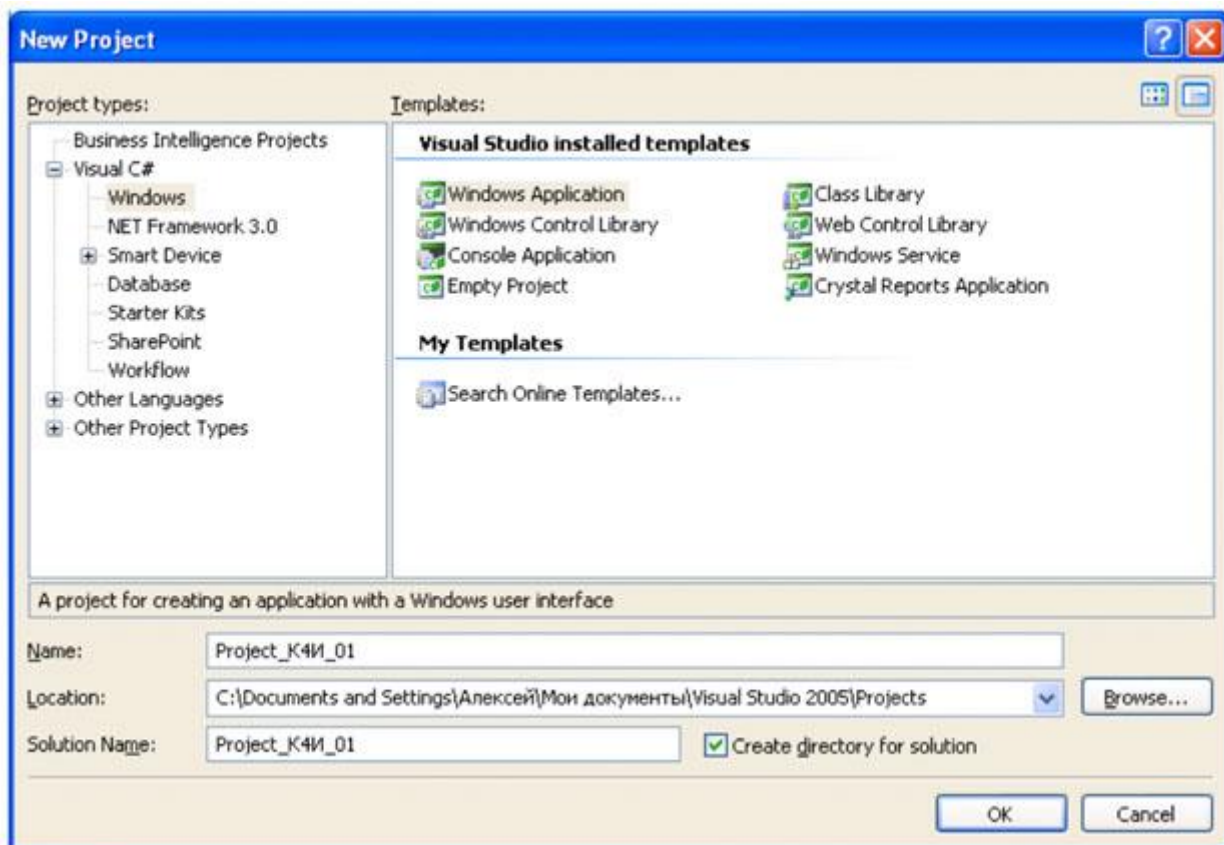 New Project
Project types:
Business Intelligence Projects
Visual C#
Windows
NET Framework 3.0
Smart Device
Database
Starter Kits
SharePoint
Workflow
Other Languages
Other Project Types
Templates:
Visual Studio installed templates
Windows Application
Windows Control Library
Console Application
Empty Project
Class Library
Web Control Library
Windows Service
Crystal Reports Application
My Templates
Search Online Templates...
A project for creating an application with a Windows user interface
Name: Project_К4И_01
Location: C:\Documents and Settings\Алексей\Мои документы\Visual Studio 2005\Projects Browse...
Solution Name: Project_К4И_01 Create directory for solution
OK Cancel